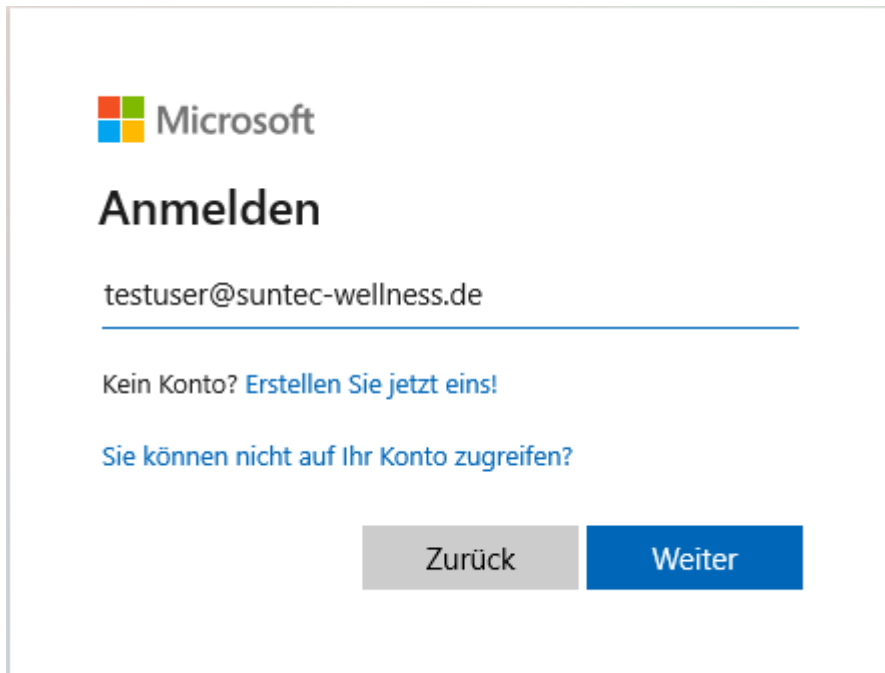 Microsoft
Anmelden
testuser@suntec-wellness.de
Kein Konto? Erstellen Sie jetzt eins!
Sie können nicht auf Ihr Konto zugreifen?
Zurück Weiter